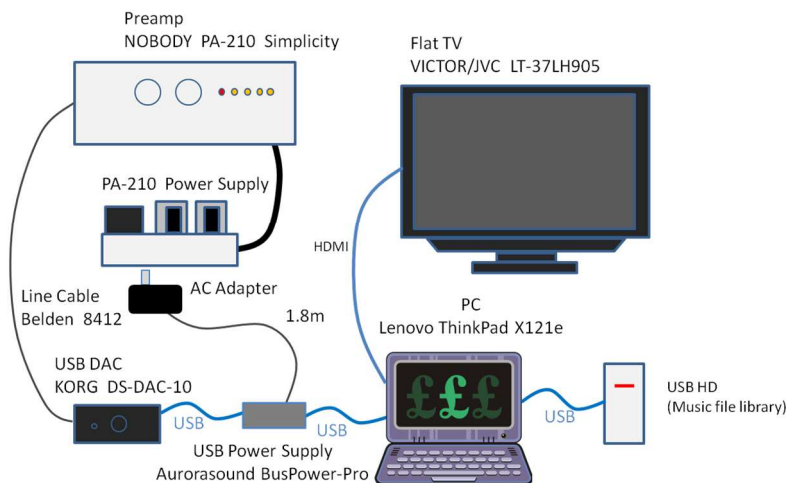 Preamp
NOBODY PA-210 Simplicity
Flat TV
VICTOR/JVC LT-37LH905
PA-210 Power Supply
HDMI
Line Cable
Belden 8412
AC Adapter
1.8m
PC
Lenovo ThinkPad X121e
£££
USB DAC
KORG DS-DAC-10
USB
USB
USB
USB HD
(Music file library)
USB Power Supply
Aurorasound BusPower-Pro